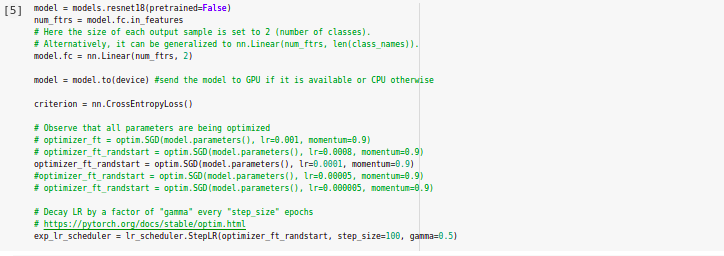 [5] model = models.resnet18(pretrained=False)
num_ftrs = model.fc.in_features
# Here the size of each output sample is set to 2 (number of classes).
# Alternatively, it can be generalized to nn.Linear(num_ftrs, len(class_names)).
model.fc = nn.Linear(num_ftrs, 2)
model = model.to(device) #send the model to GPU if it is available or CPU otherwise
criterion = nn.CrossEntropyLoss()
# Observe that all parameters are being optimized
# optimizer_ft = optim.SGD(model.parameters(), lr=0.001, momentum=0.9)
# optimizer_ft_randstart = optim.SGD(model.parameters(), lr=0.0008, momentum=0.9)
optimizer_ft_randstart = optim.SGD(model.parameters(), lr=0.0001, momentum=0.9)
#optimizer_ft_randstart = optim.SGD(model.parameters(), lr=0.00005, momentum=0.9)
# optimizer_ft_randstart = optim.SGD(model.parameters(), lr=0.000005, momentum=0.9)
# Decay LR by a factor of "gamma" every "step_size" epochs
# https://pytorch.org/docs/stable/optim.html
exp_lr_scheduler = lr_scheduler.StepLR(optimizer_ft_randstart, step_size=100, gamma=0.5)